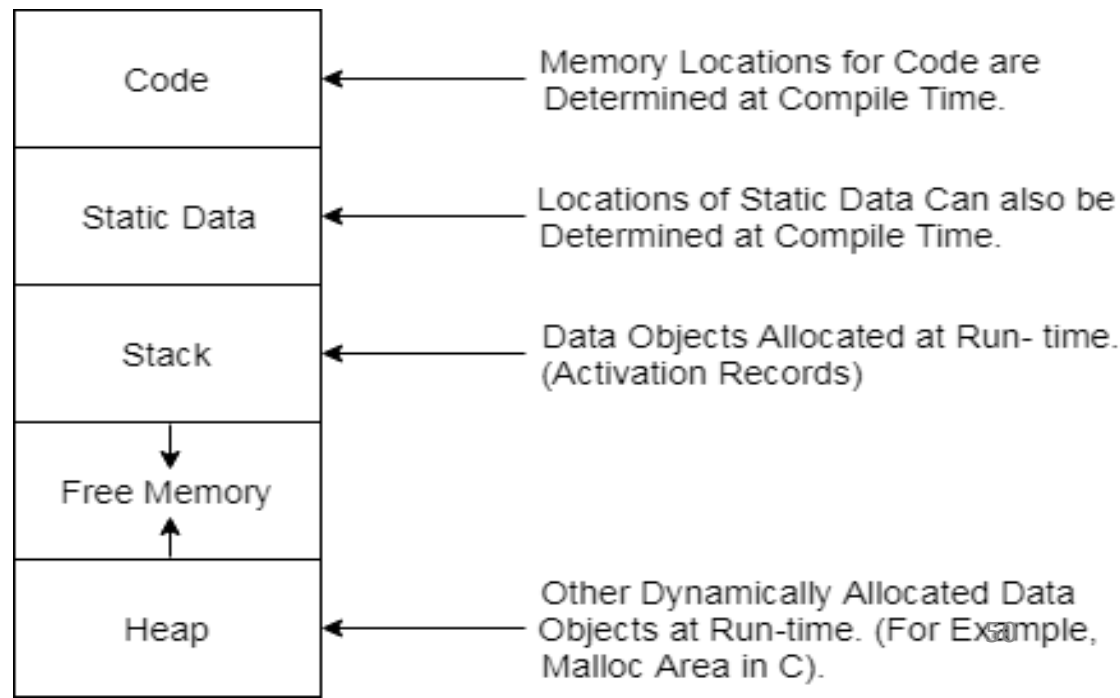 Code
Memory Locations for Code are
Determined at Compile Time.
Static Data
Locations of Static Data Can also be
Determined at Compile Time.
Stack
Data Objects Allocated at Run- time.
(Activation Records)
Free Memory
Heap
Other Dynamically Allocated Data
Objects at Run-time. (For Example,
Malloc Area in C).
50